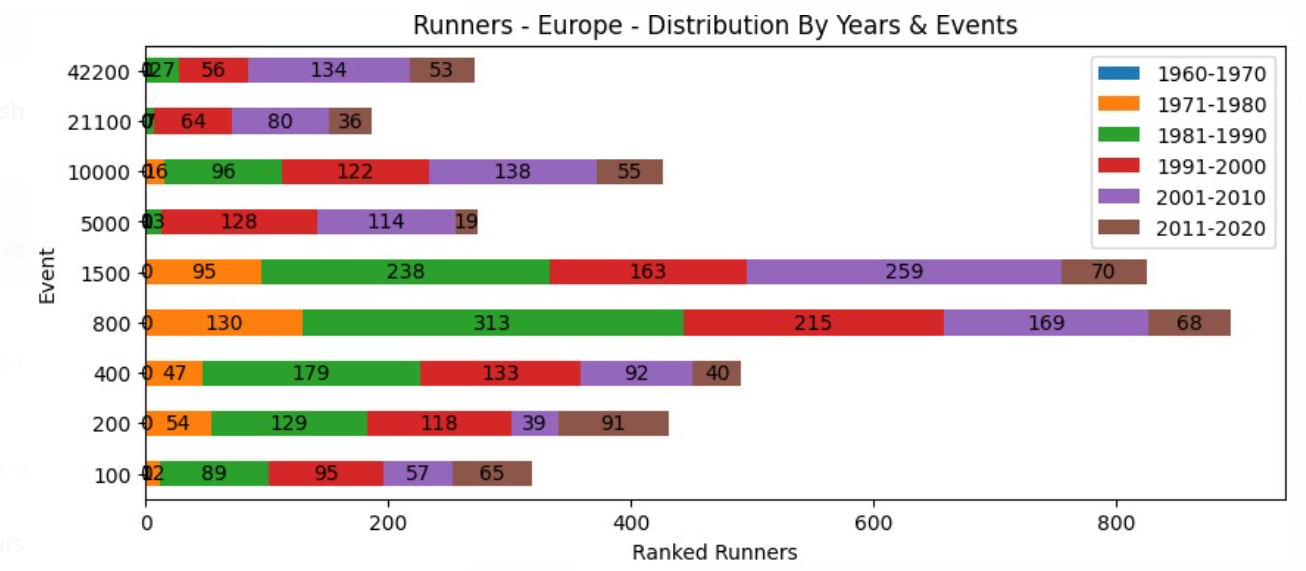 Runners - Europe - Distribution By Years & Events
42200 27 56 134 53
21100 7 64 80 36
10000 16 96 122 138 55
5000 13 128 114 19
1500 0 95 238 163 259 70
800 0 130 313 215 169 68
400 0 47 179 133 92 40
200 0 54 129 118 39 91
100 12 89 95 57 65
Event
0 200 400 600 800
Ranked Runners
1960-1970
1971-1980
1981-1990
1991-2000
2001-2010
2011-2020